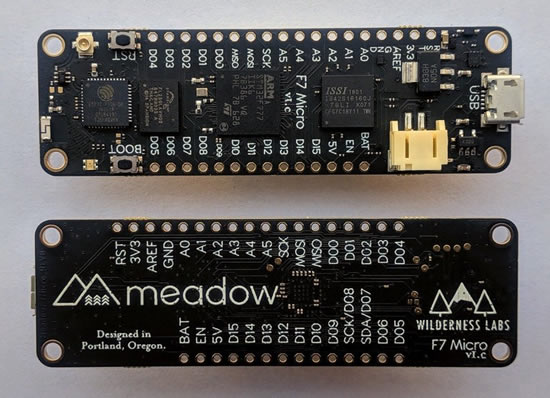 D04
D03
D02
D01
D00
MISO
MOSI
SCK
A5
A4
A3
A2
A1
A0
GND
AREF
3.3
RST
RST
USB
F7 Micro
v1.c
ARM
ISSI
BOOT
D05
D06
D07
D08
D09
D10
D11
D12
D13
D14
D15
5V
EN
BAT
RST
3V3
AREF
GND
A0
A1
A2
A3
A4
A5
SCK
MOSI
MISO
D00
D01
D02
D03
D04
meadow
WILDERNESS LABS
Designed in
Portland, Oregon.
BAT
EN
5V
D15
D14
D13
D12
D11
D10
D09
SCK/D08
SDA/D07
D06
D05
F7 Micro
v1.c